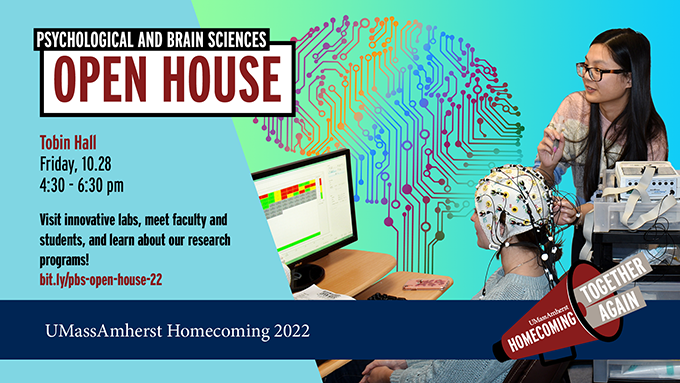 PSYCHOLOGICAL AND BRAIN SCIENCES
OPEN HOUSE
Tobin Hall
Friday, 10.28
4:30 - 6:30 pm
Visit innovative labs, meet faculty and
students, and learn about our research
programs!
bit.ly/pbs-open-house-22
UMassAmherst Homecoming 2022
UMassAmherst
HOMECOMING
TOGETHER
AGAIN